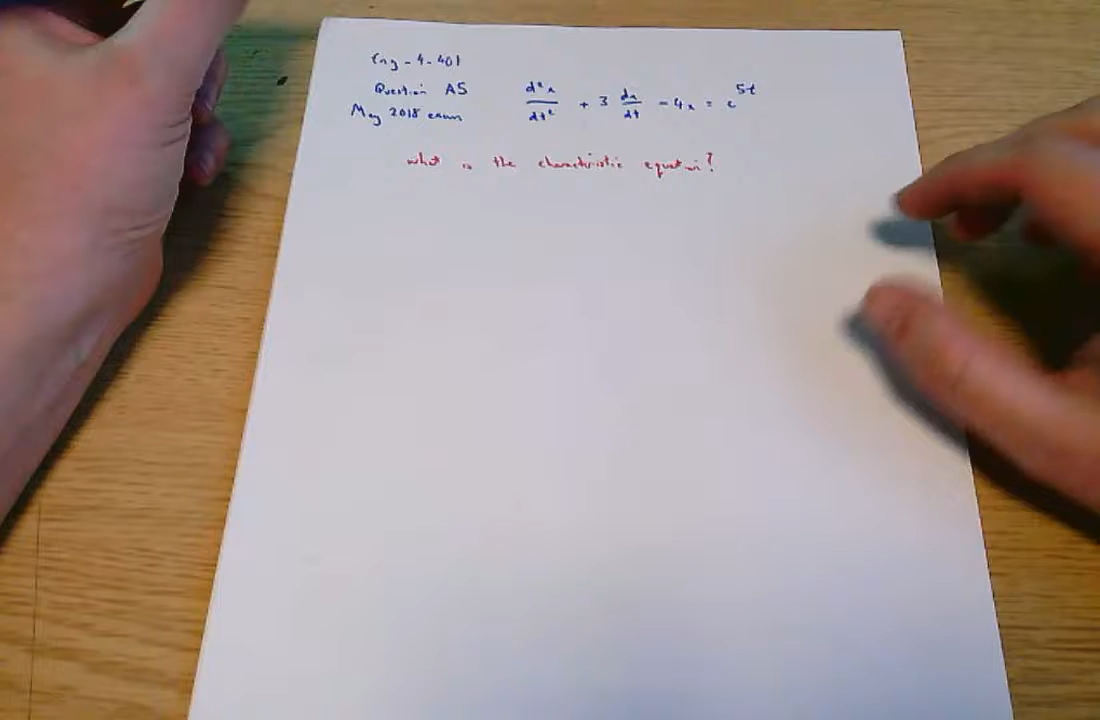 Eng-4-401
Question A5
May 2018 exam
d²x/dt² + 3 dx/dt - 4x = e^5t
what is the characteristic equation?